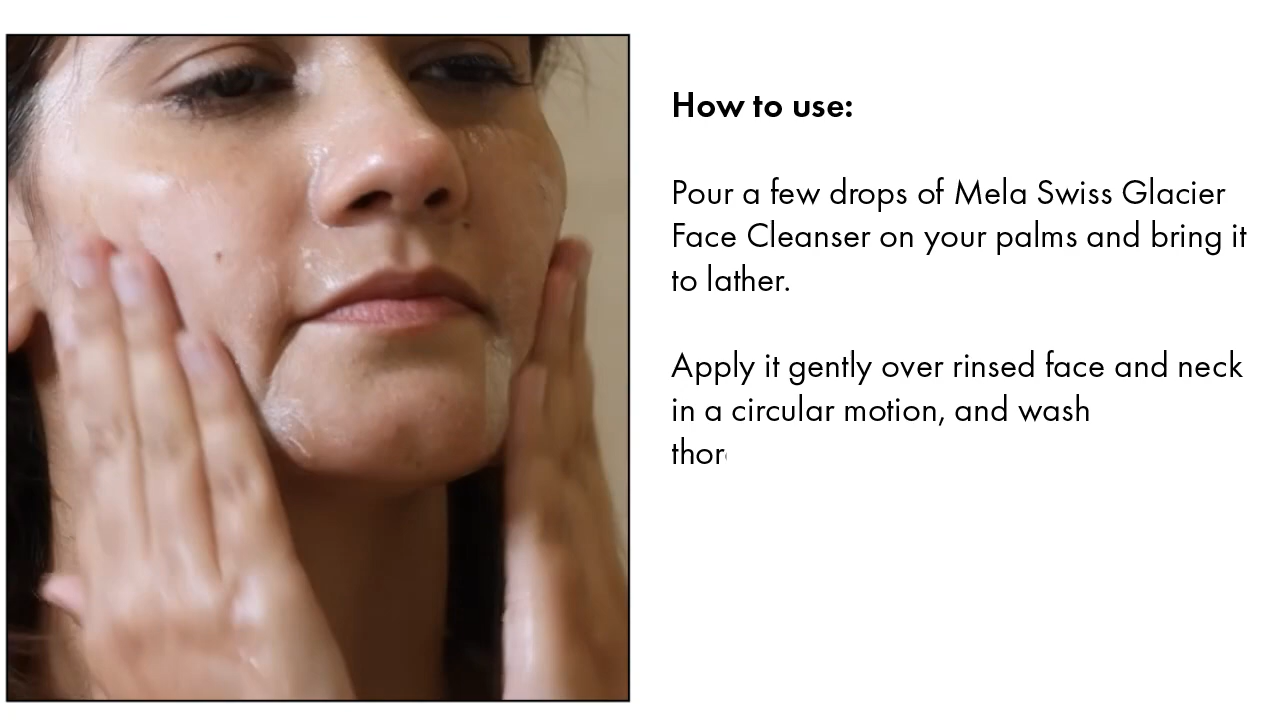 How to use:
Pour a few drops of Mela Swiss Glacier
Face Cleanser on your palms and bring it
to lather.
Apply it gently over rinsed face and neck
in a circular motion, and wash